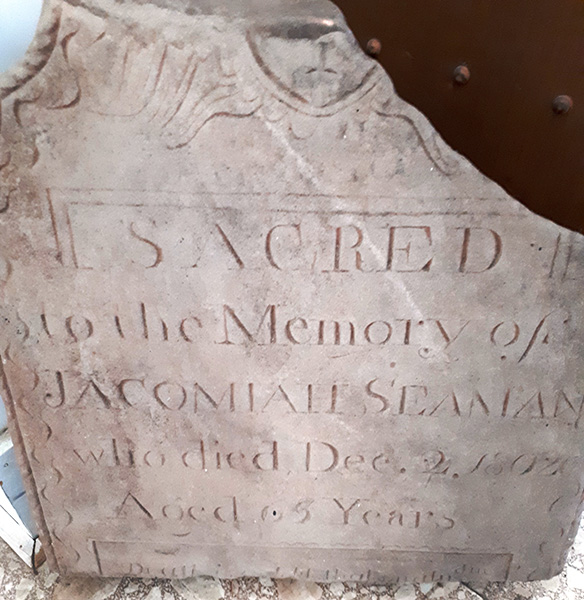 SACRED
to the Memory of
JACOMIAH SEAMAN
who died Dec. 2, 1802
Aged 65 Years